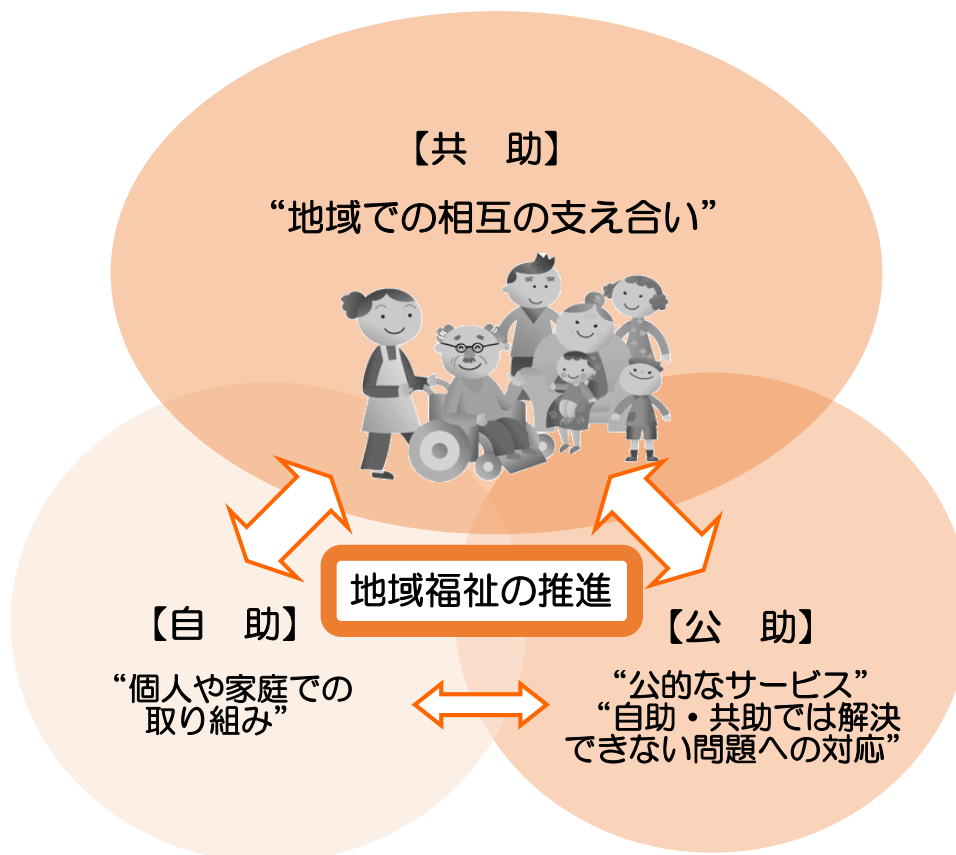 【共　助】
“地域での相互の支え合い”
地域福祉の推進
【自　助】
“個人や家庭での
取り組み”
【公　助】
“公的なサービス”
“自助・共助では解決
できない問題への対応”